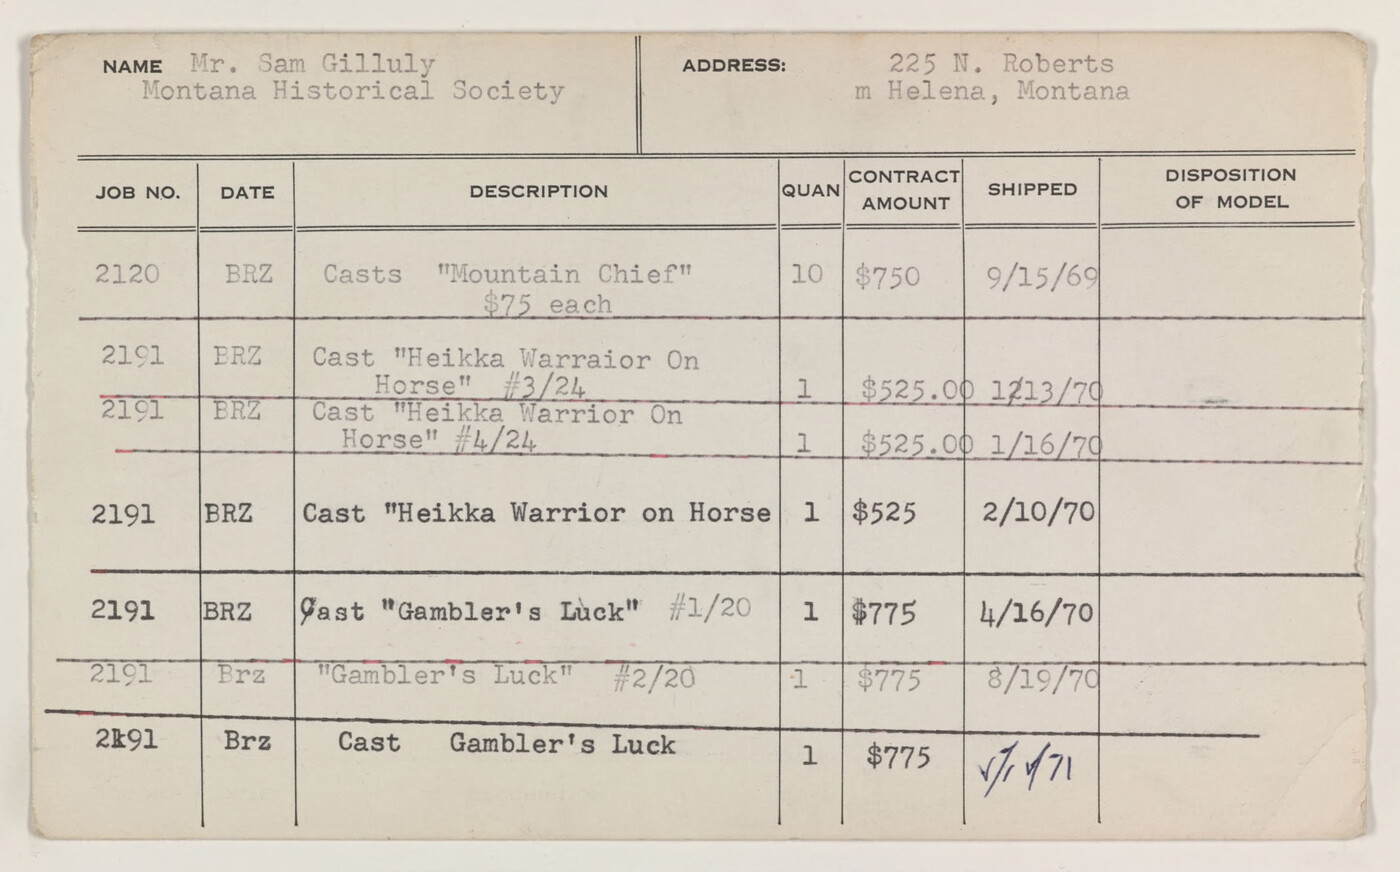 NAME Mr. Sam Gilluly
Montana Historical Society
ADDRESS: 225 N. Roberts
m Helena, Montana
JOB NO. DATE DESCRIPTION QUAN CONTRACT AMOUNT SHIPPED DISPOSITION OF MODEL
2120 BRZ Casts "Mountain Chief" 10 $750 9/15/69
$75 each
2191 BRZ Cast "Heikka Warraior On
Horse" #3/24 1 $525.00 1/13/70
2191 BRZ Cast "Heikka Warrior On
Horse" #4/24 1 $525.00 1/16/70
2191 BRZ Cast "Heikka Warrior on Horse 1 $525 2/10/70
2191 BRZ Cast "Gambler's Luck" #1/20 1 $775 4/16/70
2191 Brz "Gambler's Luck" #2/20 1 $775 8/19/70
2191 Brz Cast Gambler's Luck 1 $775